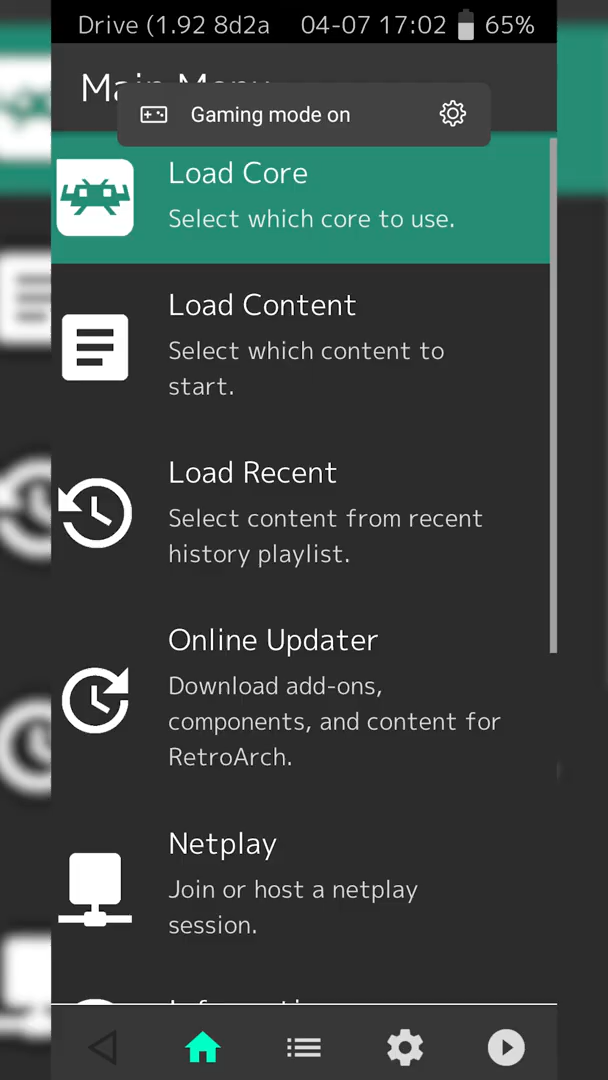 Drive (1.92 8d2a 04-07 17:02 65%
Main Menu
Gaming mode on
Load Core
Select which core to use.
Load Content
Select which content to
start.
Load Recent
Select content from recent
history playlist.
Online Updater
Download add-ons,
components, and content for
RetroArch.
Netplay
Join or host a netplay
session.